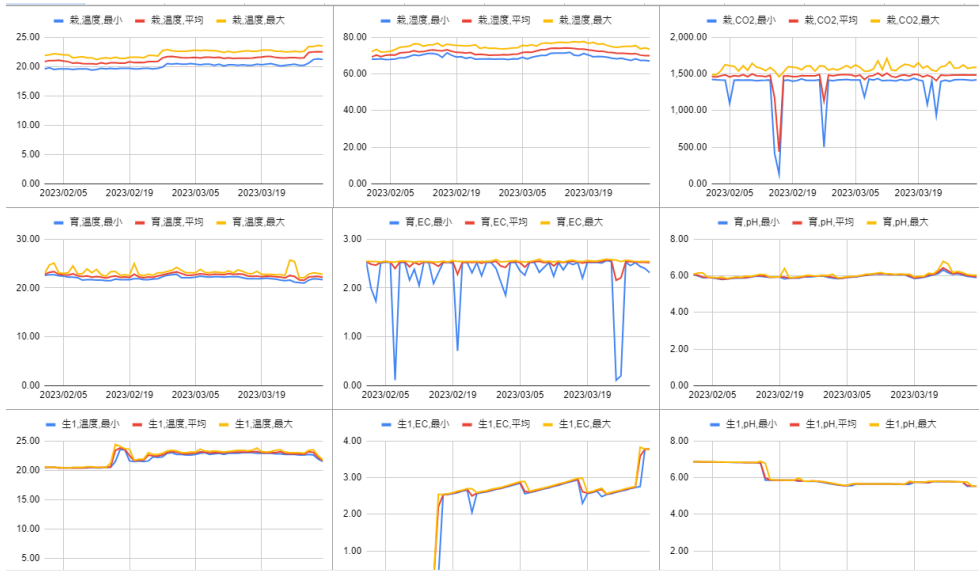 栽,温度,最小 栽,温度,平均 栽,温度,最大
25.00
20.00
15.00
10.00
5.00
0.00
2023/02/05 2023/02/19 2023/03/05 2023/03/19
栽,湿度,最小 栽,湿度,平均 栽,湿度,最大
80.00
60.00
40.00
20.00
0.00
2023/02/05 2023/02/19 2023/03/05 2023/03/19
栽,CO2,最小 栽,CO2,平均 栽,CO2,最大
2,000.00
1,500.00
1,000.00
500.00
0.00
2023/02/05 2023/02/19 2023/03/05 2023/03/19
育,温度,最小 育,温度,平均 育,温度,最大
30.00
20.00
10.00
0.00
2023/02/05 2023/02/19 2023/03/05 2023/03/19
育,EC,最小 育,EC,平均 育,EC,最大
3.00
2.00
1.00
0.00
2023/02/05 2023/02/19 2023/03/05 2023/03/19
育,pH,最小 育,pH,平均 育,pH,最大
8.00
6.00
4.00
2.00
0.00
2023/02/05 2023/02/19 2023/03/05 2023/03/19
生1,温度,最小 生1,温度,平均 生1,温度,最大
25.00
20.00
15.00
10.00
5.00
生1,EC,最小 生1,EC,平均 生1,EC,最大
4.00
3.00
2.00
1.00
生1,pH,最小 生1,pH,平均 生1,pH,最大
8.00
6.00
4.00
2.00